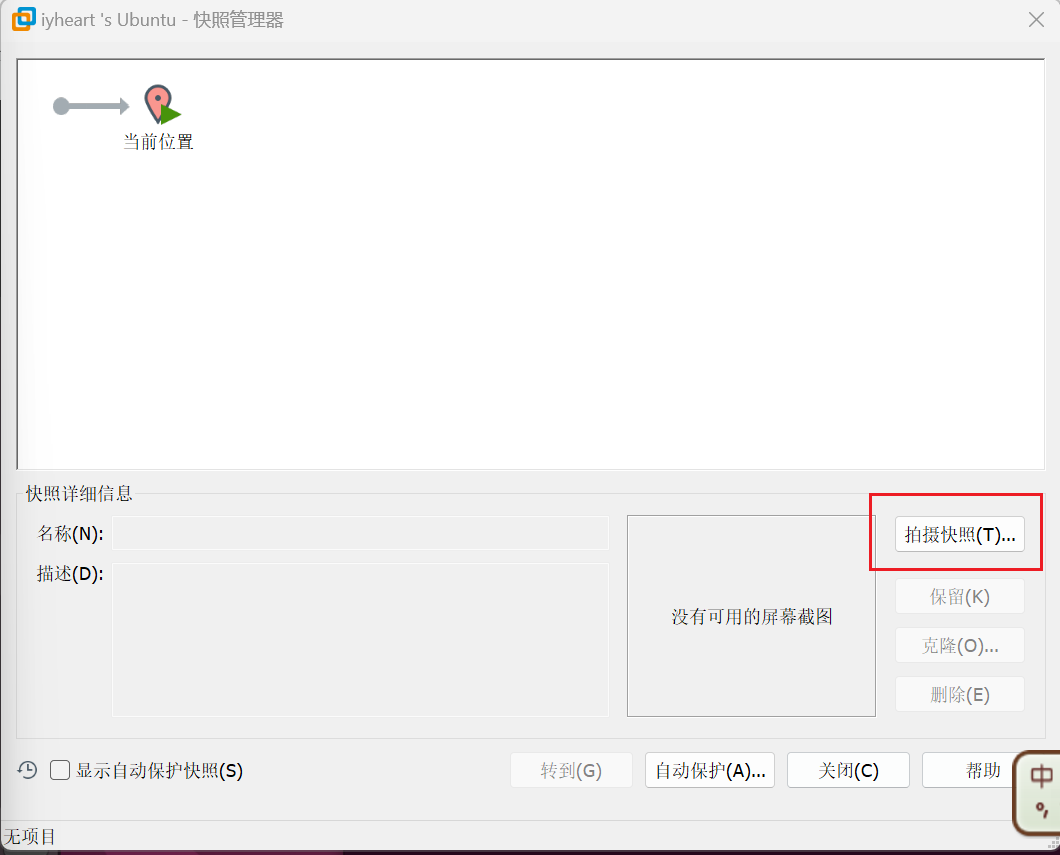 iyheart 's Ubuntu - 快照管理器
当前位置
快照详细信息
名称(N):
拍摄快照(T)...
描述(D):
没有可用的屏幕截图
保留(K)
克隆(O)...
删除(E)
显示自动保护快照(S)
转到(G)
自动保护(A)...
关闭(C)
帮助
中
无项目